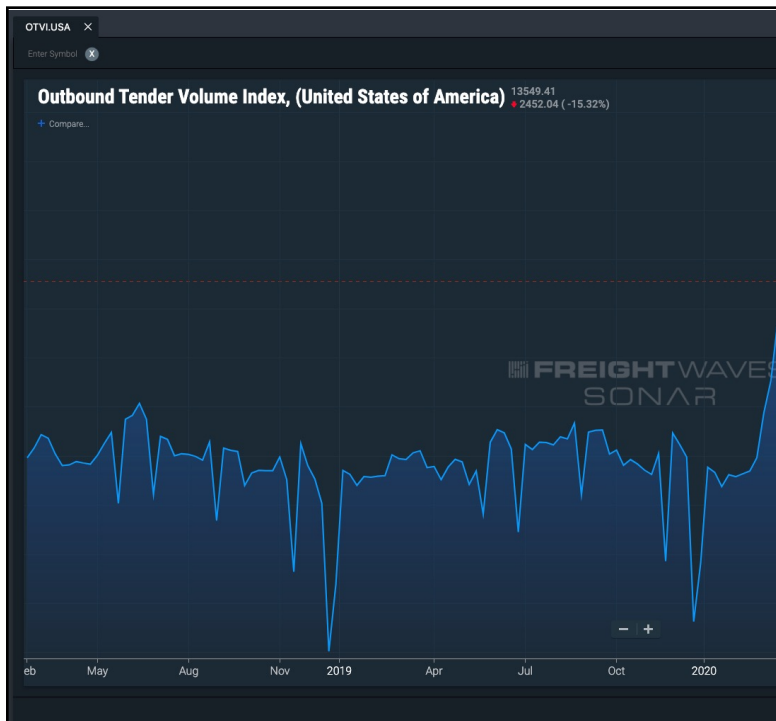 OTVI.USA ×
Enter Symbol X
Outbound Tender Volume Index, (United States of America) 13549.41
2452.04 ( -15.32%)
+ Compare...
FREIGHTWAVES
SONAR
− +
eb May Aug Nov 2019 Apr Jul Oct 2020